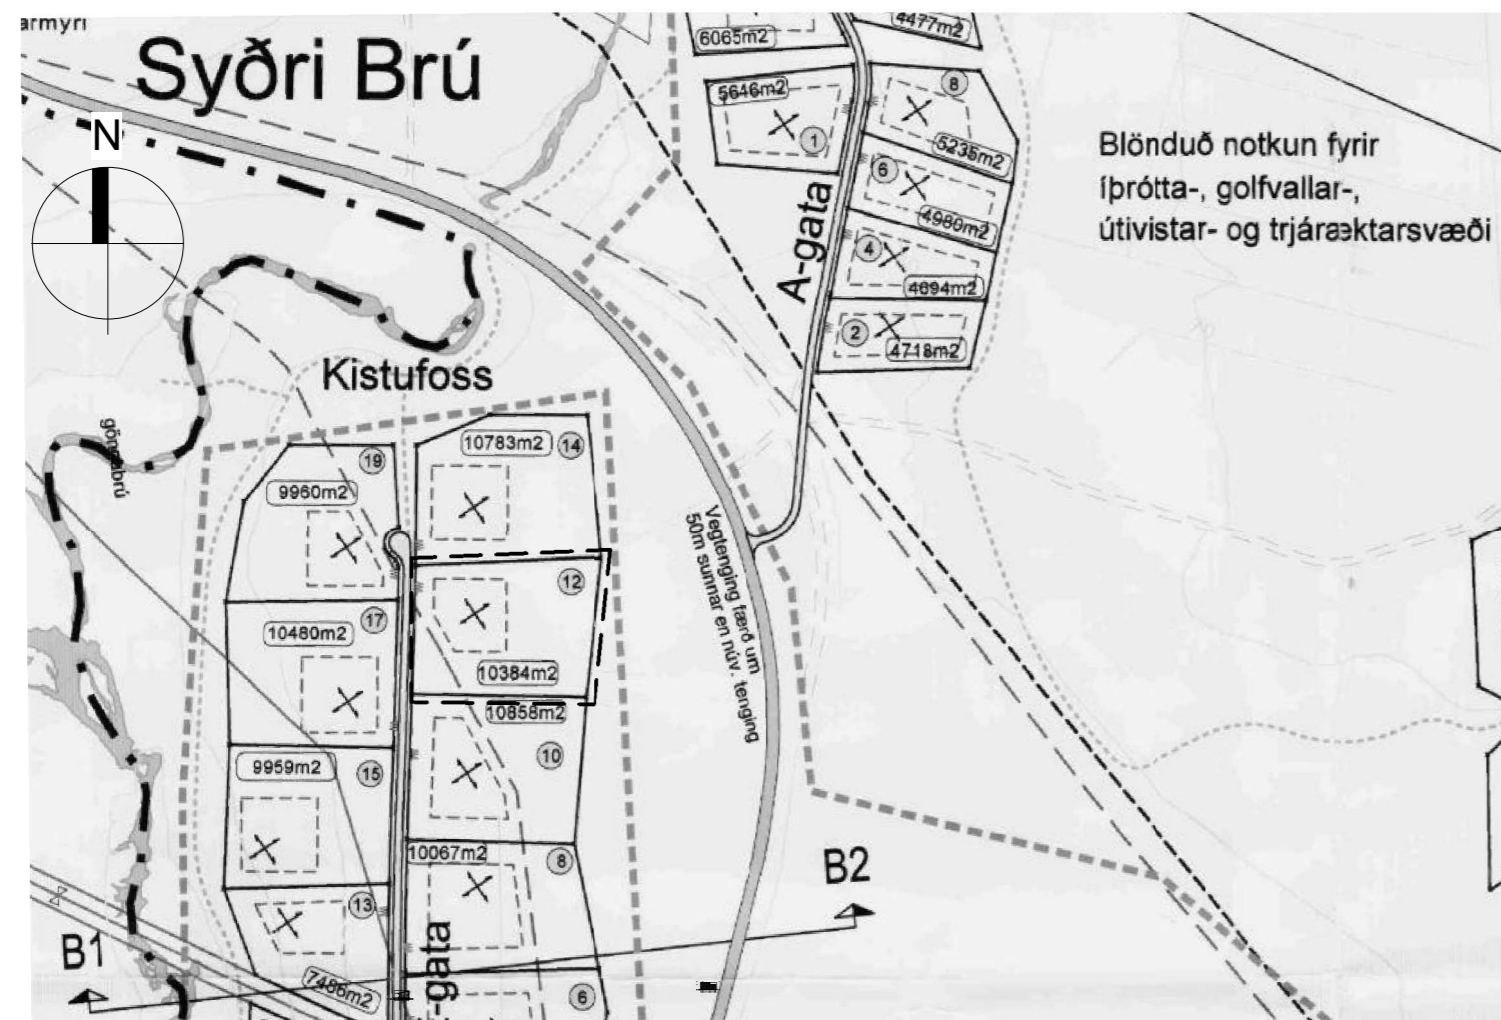 armýri
Syðri Brú
N
6065m2
4477m2
5646m2
1
8
5235m2
6
4980m2
4
4694m2
2
4718m2
A-gata
Blönduð notkun fyrir
íþrótta-, golfvallar-,
útivistar- og trjáræktarsvæði
70
Kistufoss
göngubrú
19
9960m2
10783m2
14
12
10384m2
17
10480m2
10858m2
10
15
9959m2
10067m2
8
13
7486m2
6
-gata
Vegtenging færð um
50m sunnar en núv. tenging
B1
B2